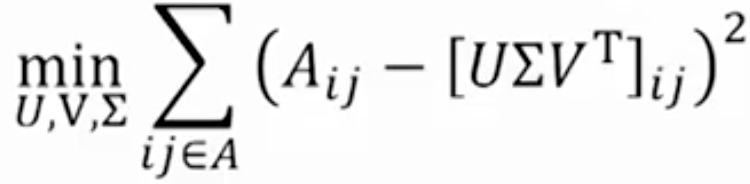 min U,V,Σ ∑ ij∈A (A_ij − [UΣV^T]_ij)^2